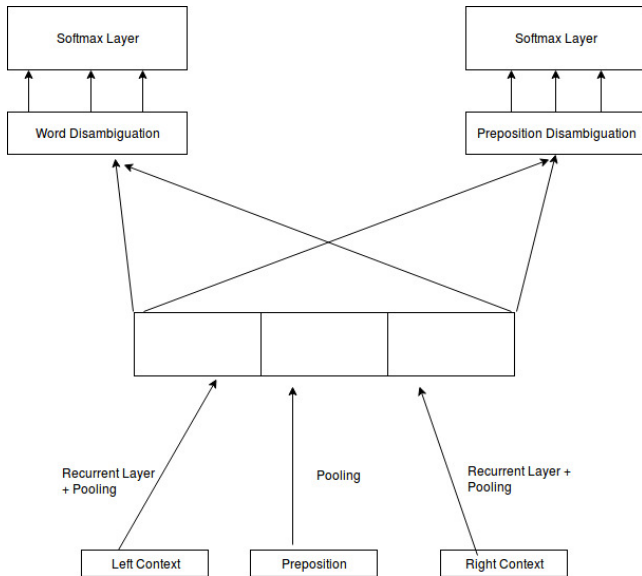 Softmax Layer
Softmax Layer
Word Disambiguation
Preposition Disambiguation
Recurrent Layer
+ Pooling
Pooling
Recurrent Layer +
Pooling
Left Context
Preposition
Right Context